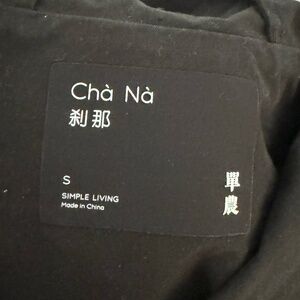 Chà Nà
刹那
S
SIMPLE LIVING
Made in China
單農